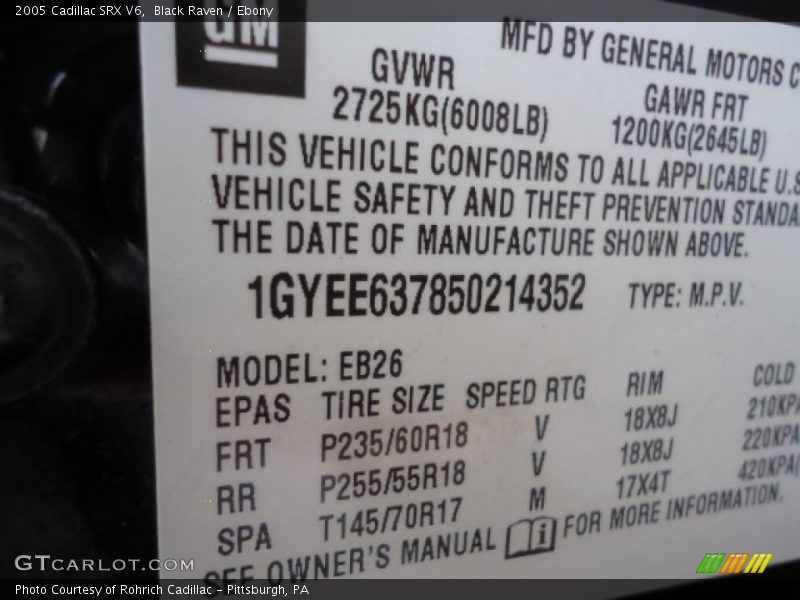 2005 Cadillac SRX V6, Black Raven / Ebony
GM
MFD BY GENERAL MOTORS
GVWR
2725KG(6008LB)
GAWR FRT
1200KG(2645LB)
THIS VEHICLE CONFORMS TO ALL APPLICABLE U.S
VEHICLE SAFETY AND THEFT PREVENTION STANDA
THE DATE OF MANUFACTURE SHOWN ABOVE.
1GYEE637850214352 TYPE: M.P.V.
MODEL: EB26
EPAS TIRE SIZE SPEED RTG RIM COLD
FRT P235/60R18 V 18X8J 210KPA
RR P255/55R18 V 18X8J 220KPA
SPA T145/70R17 M 17X4T 420KPA(
SEE OWNER'S MANUAL i FOR MORE INFORMATION.
GTCARLOT.COM
Photo Courtesy of Rohrich Cadillac - Pittsburgh, PA